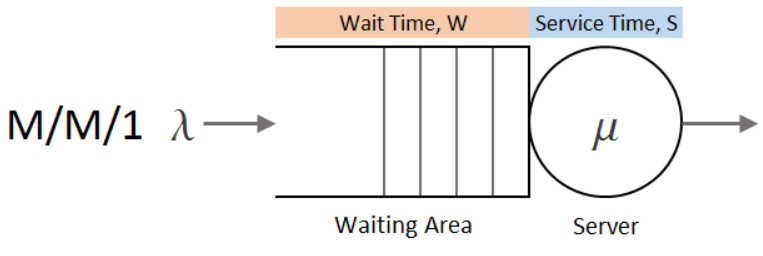 Wait Time, W
Service Time, S
M/M/1 λ
μ
Waiting Area
Server